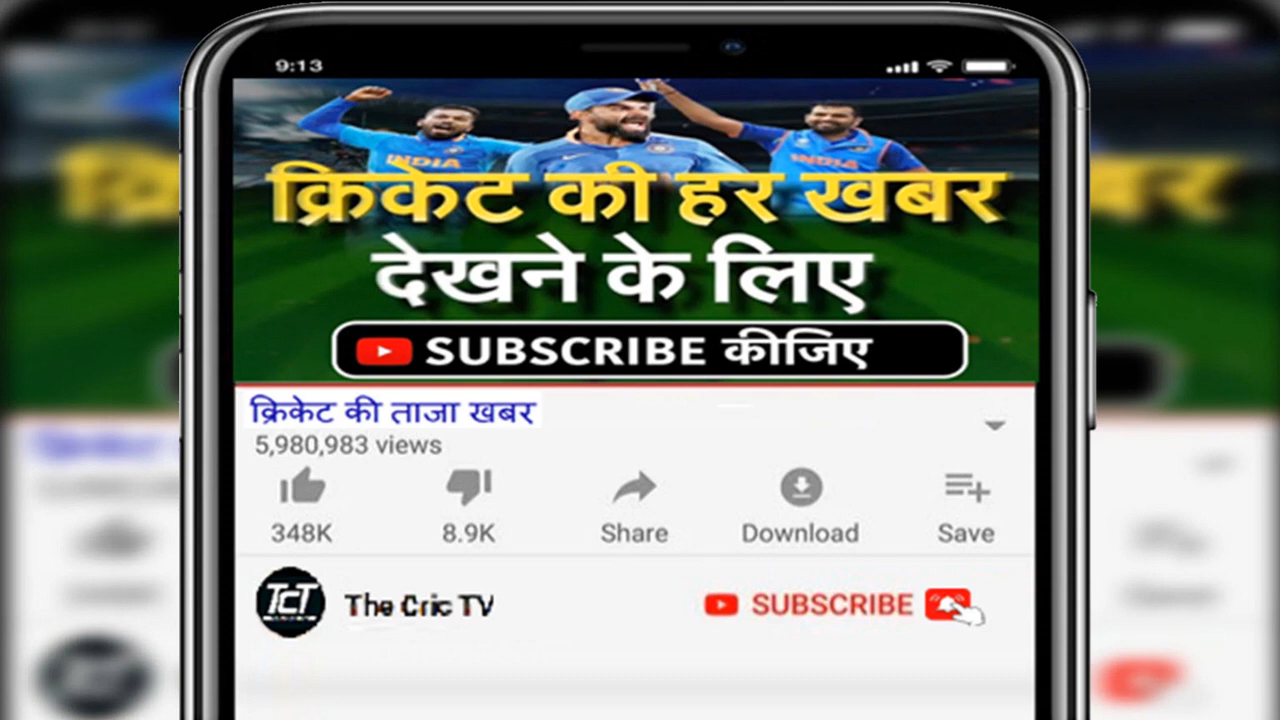 9:13
INDIA
INDIA
क्रिकेट की हर खबर
देखने के लिए
SUBSCRIBE कीजिए
क्रिकेट की ताजा खबर
5,980,983 views
348K
8.9K
Share
Download
Save
TCT
The Cric TV
SUBSCRIBE